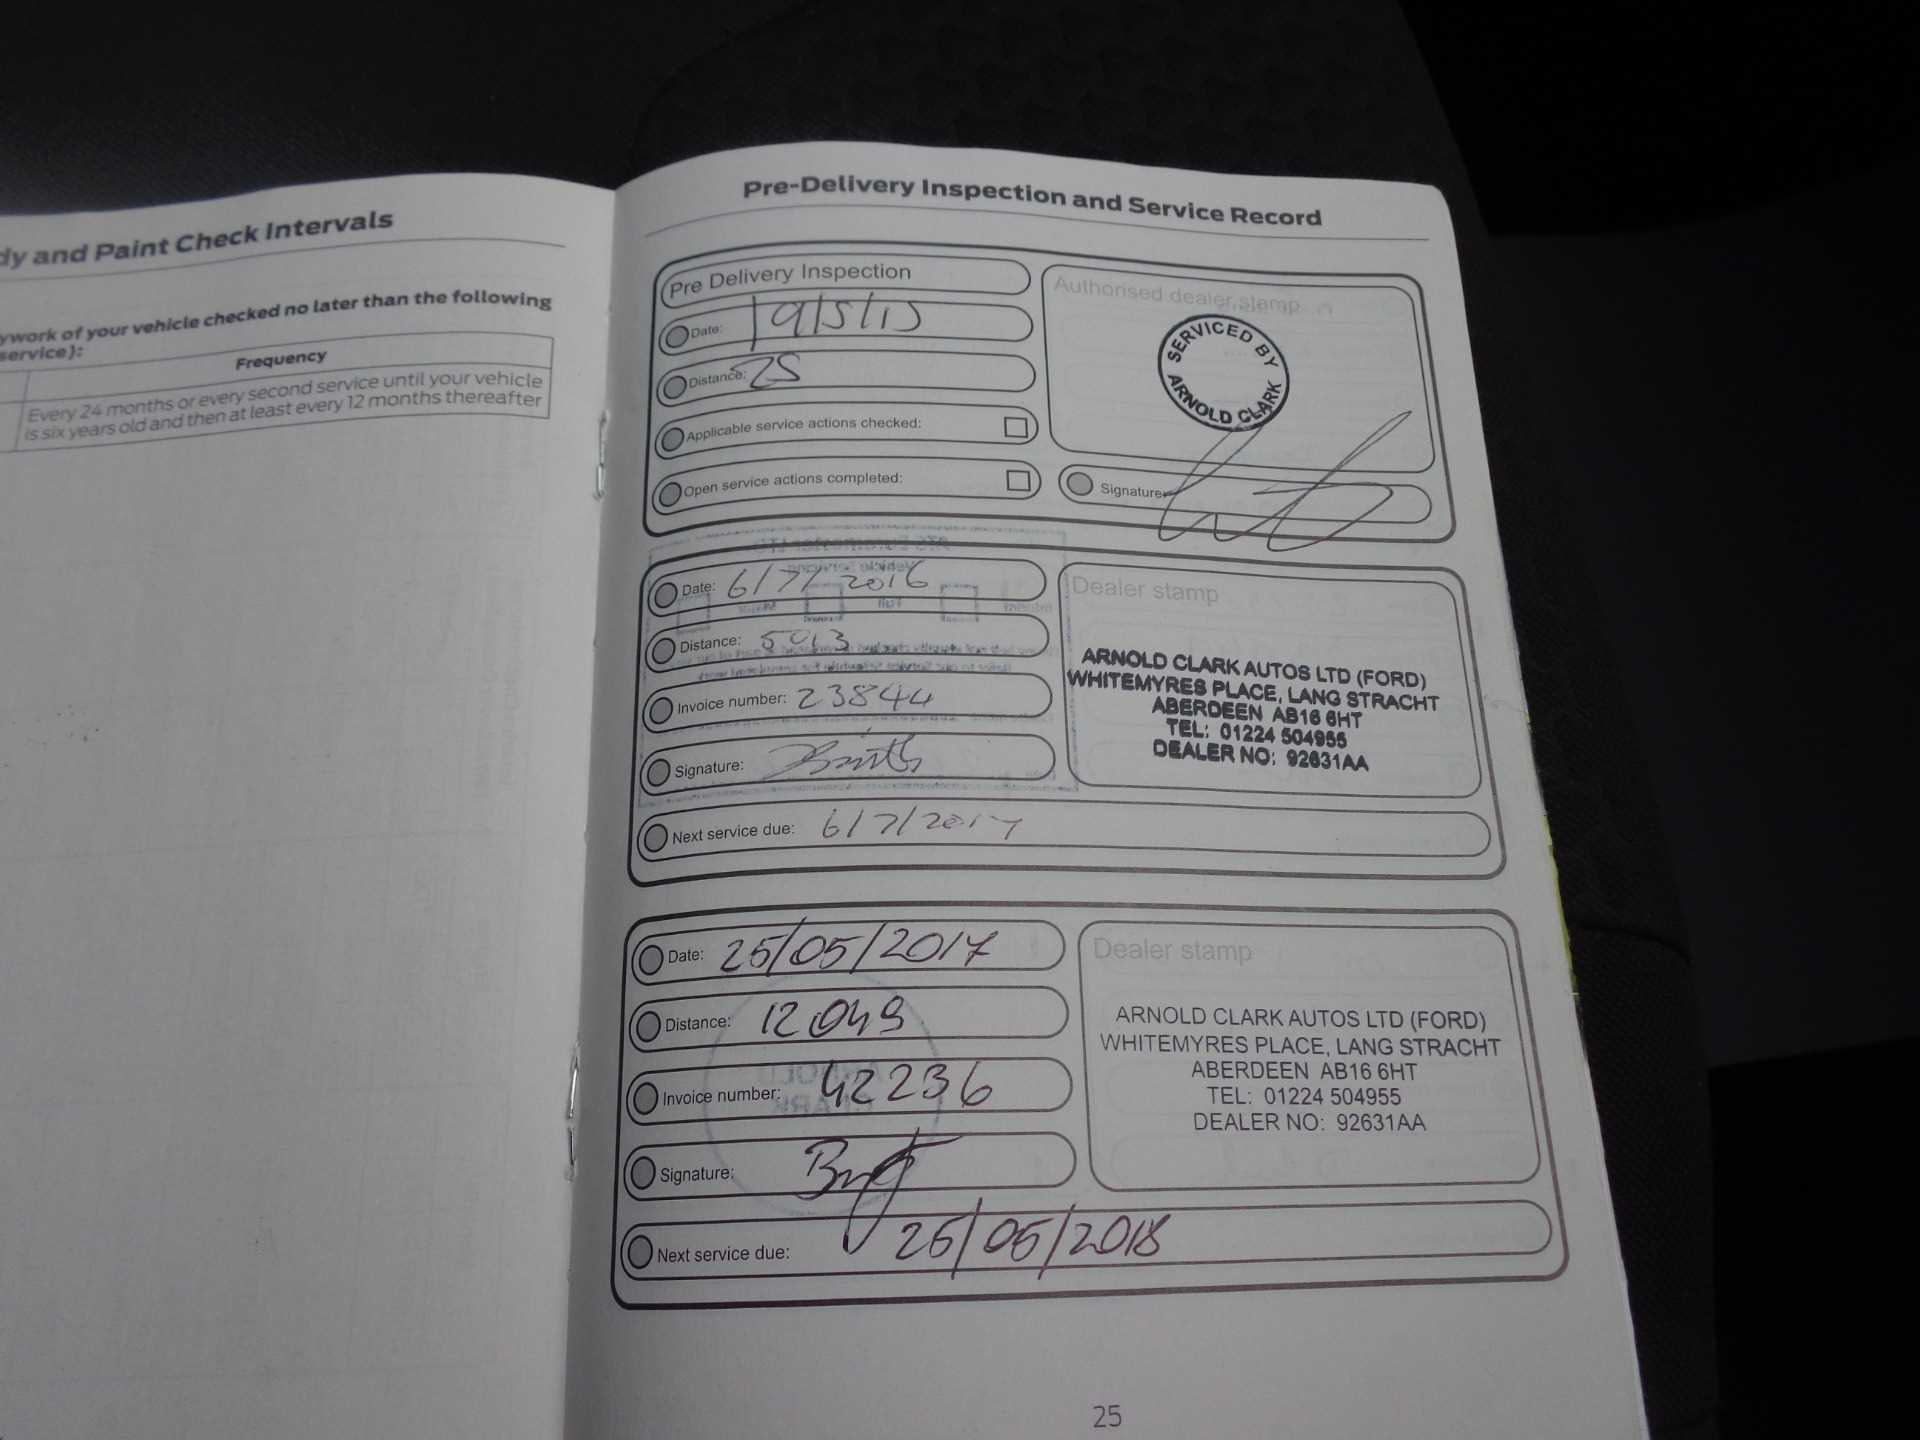 dy and Paint Check Intervals
ywork of your vehicle checked no later than the following
service):
Frequency
Every 24 months or every second service until your vehicle
is six years old and then at least every 12 months thereafter
Pre-Delivery Inspection and Service Record
Pre Delivery Inspection
Date: 19/5/15
Distance: 25
Applicable service actions checked:
Open service actions completed:
Authorised dealer stamp
SERVICED BY
ARNOLD CLARK
Signature:
Date: 6/7/2016
Distance: 5013
Invoice number: 23844
Signature: Smith
Next service due: 6/7/2017
Dealer stamp
ARNOLD CLARK AUTOS LTD (FORD)
WHITEMYRES PLACE, LANG STRACHT
ABERDEEN AB16 6HT
TEL: 01224 504955
DEALER NO: 92631AA
Date: 25/05/2017
Distance: 12049
Invoice number: 42236
Signature:
Next service due: 25/05/2018
Dealer stamp
ARNOLD CLARK AUTOS LTD (FORD)
WHITEMYRES PLACE, LANG STRACHT
ABERDEEN AB16 6HT
TEL: 01224 504955
DEALER NO: 92631AA
25